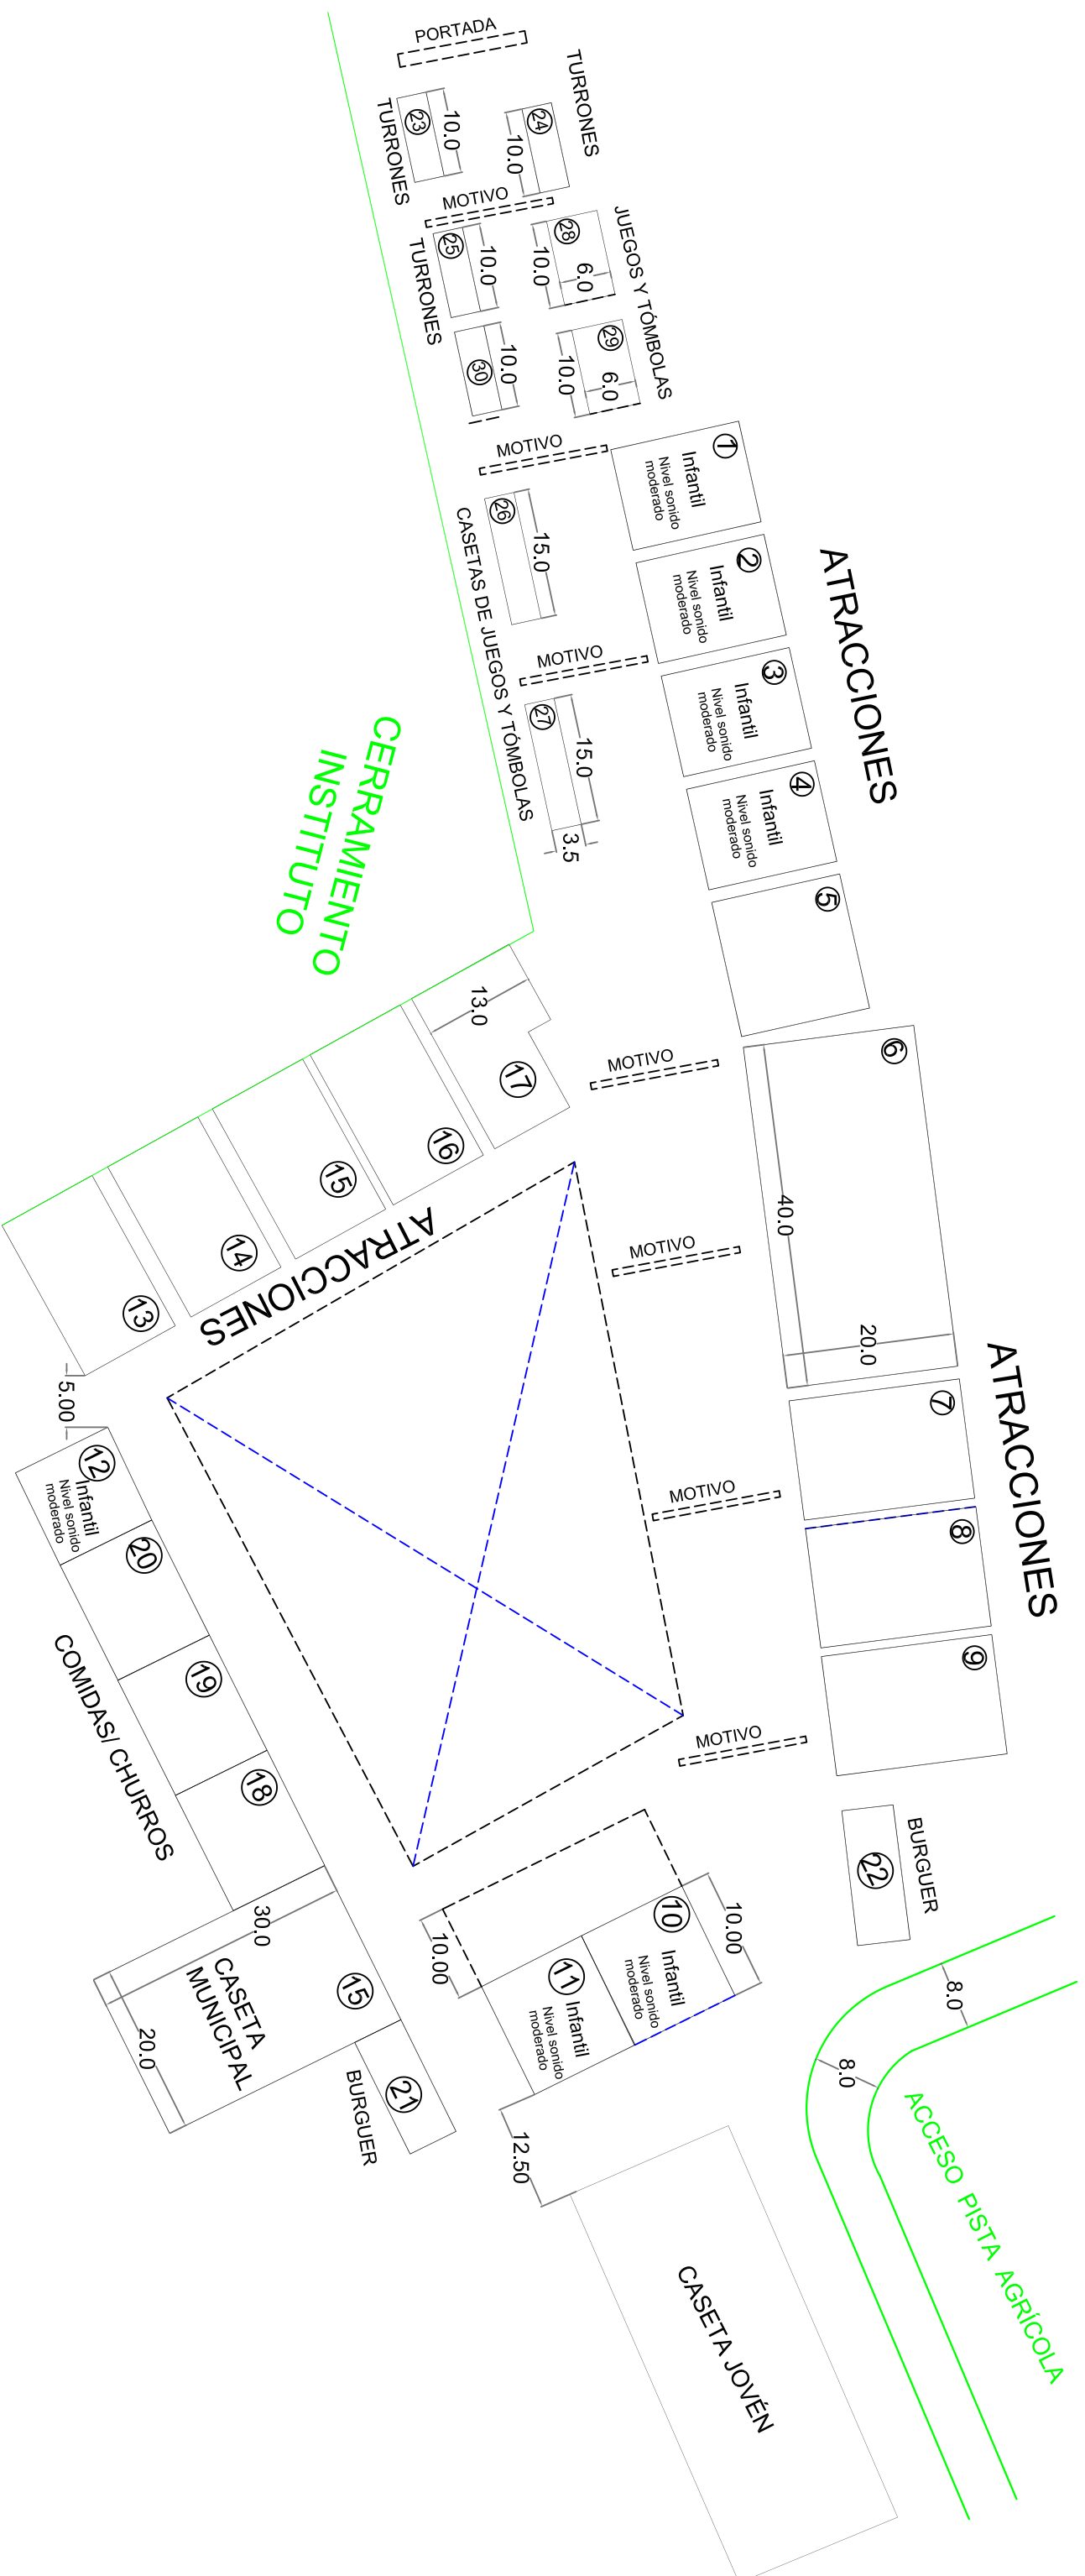 PORTADA
TURRONES
24
10.0
23
10.0
TURRONES
MOTIVO
JUEGOS Y TÓMBOLAS
28
6.0
10.0
25
10.0
TURRONES
29
6.0
10.0
30
10.0
MOTIVO
1
Infantil
Nivel sonido
moderado
26
15.0
CASETAS DE JUEGOS Y TÓMBOLAS
ATRACCIONES
2
Infantil
Nivel sonido
moderado
MOTIVO
3
Infantil
Nivel sonido
moderado
27
15.0
3.5
4
Infantil
Nivel sonido
moderado
CERRAMIENTO
INSTITUTO
5
13.0
17
MOTIVO
6
40.0
20.0
16
15
14
13
ATRACCIONES
MOTIVO
ATRACCIONES
5.00
7
12
Infantil
Nivel sonido
moderado
MOTIVO
8
20
19
18
COMIDAS/ CHURROS
9
MOTIVO
BURGUER
22
10.00
10
Infantil
Nivel sonido
moderado
10.00
11
Infantil
Nivel sonido
moderado
30.0
15
CASETA
MUNICIPAL
20.0
21
BURGUER
8.0
8.0
ACCESO PISTA AGRÍCOLA
12.50
CASETA JOVÉN